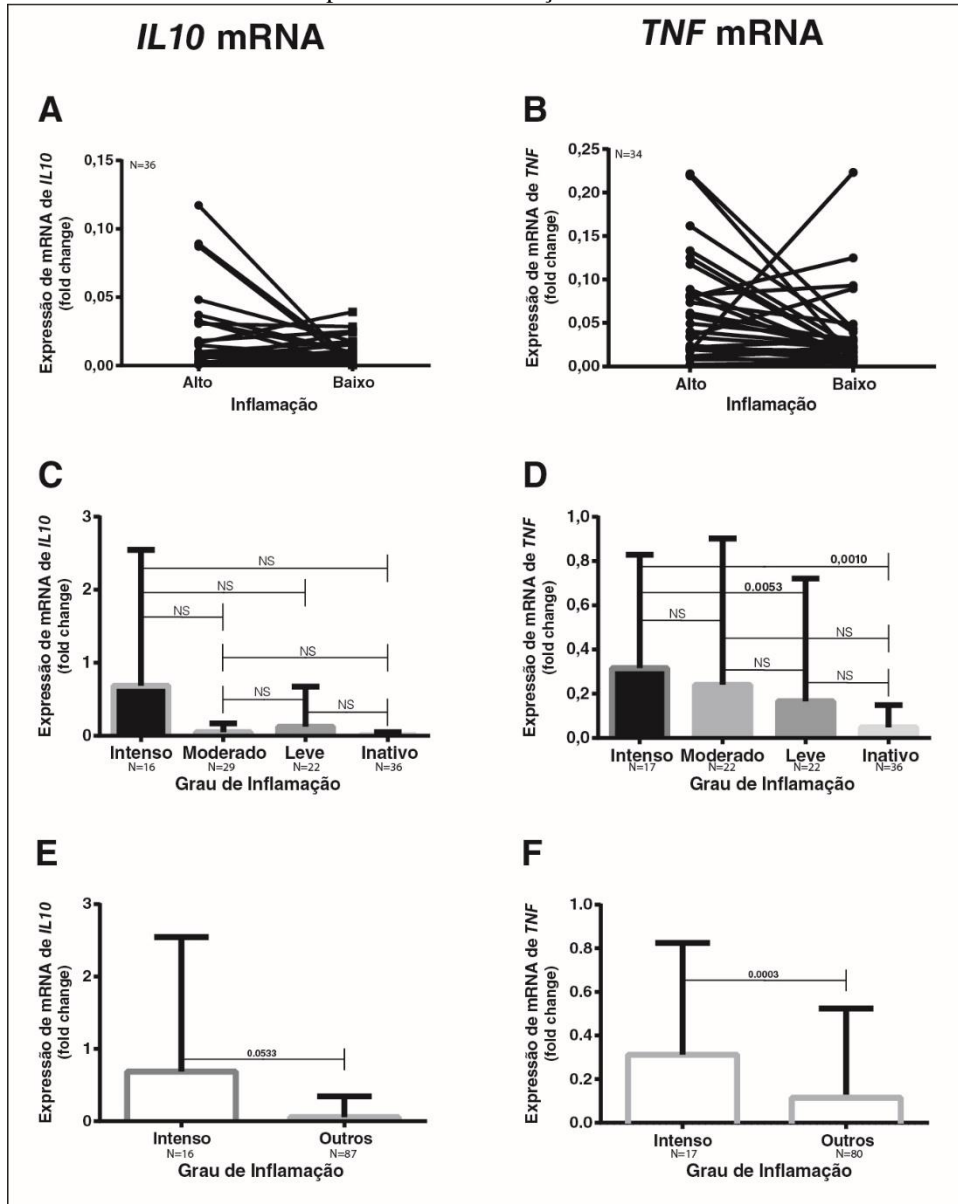 IL10 mRNA
TNF mRNA
A
Expressão de mRNA de IL10
(fold change)
N=36
0,15
0,10
0,05
0,00
Alto
Baixo
Inflamação
B
Expressão de mRNA de TNF
(fold change)
N=34
0,25
0,20
0,15
0,10
0,05
0,00
Alto
Baixo
Inflamação
C
Expressão de mRNA de IL10
(fold change)
3
2
1
0
NS
NS
NS
NS
NS
NS
Intenso
Moderado
Leve
Inativo
N=16
N=29
N=22
N=36
Grau de Inflamação
D
Expressão de mRNA de TNF
(fold change)
1,0
0,8
0,6
0,4
0,2
0,0
0,0010
0.0053
NS
NS
NS
NS
Intenso
Moderado
Leve
Inativo
N=17
N=22
N=22
N=36
Grau de Inflamação
E
Expressão de mRNA de IL10
(fold change)
3
2
1
0
0.0533
Intenso
Outros
N=16
N=87
Grau de Inflamação
F
Expressão de mRNA de TNF
(fold change)
1.0
0.8
0.6
0.4
0.2
0.0
0.0003
Intenso
Outros
N=17
N=80
Grau de Inflamação